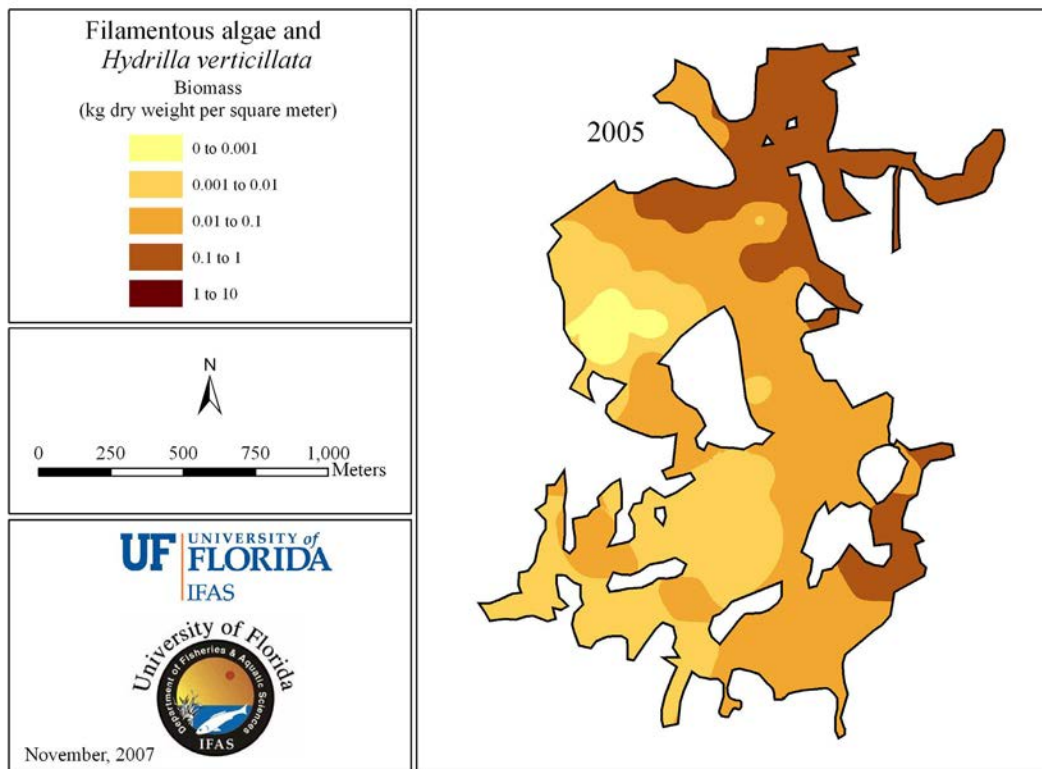 Filamentous algae and
Hydrilla verticillata
Biomass
(kg dry weight per square meter)
0 to 0.001
0.001 to 0.01
0.01 to 0.1
0.1 to 1
1 to 10
N
0 250 500 750 1,000
Meters
UF UNIVERSITY of
FLORIDA
IFAS
University of Florida
Department of Fisheries & Aquatic Sciences
IFAS
November, 2007
2005